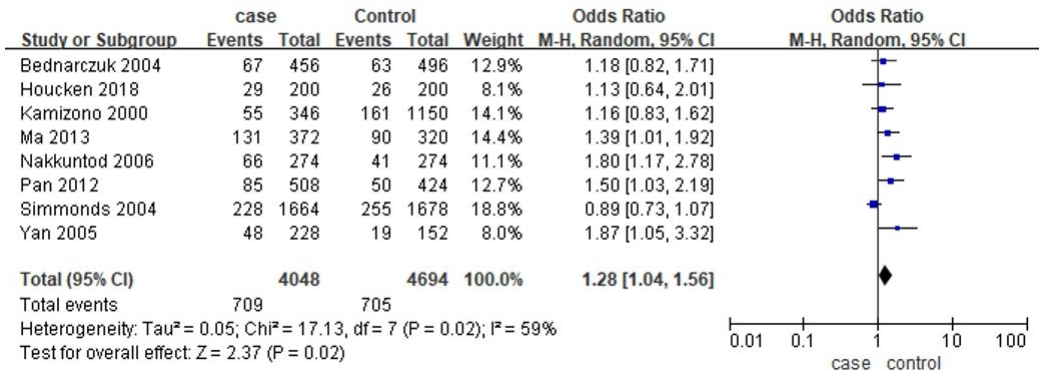 case Control Odds Ratio Odds Ratio
Study or Subgroup Events Total Events Total Weight M-H, Random, 95% CI M-H, Random, 95% CI
Bednarczuk 2004 67 456 63 496 12.9% 1.18 [0.82, 1.71]
Houcken 2018 29 200 26 200 8.1% 1.13 [0.64, 2.01]
Kamizono 2000 55 346 161 1150 14.1% 1.16 [0.83, 1.62]
Ma 2013 131 372 90 320 14.4% 1.39 [1.01, 1.92]
Nakkuntod 2006 66 274 41 274 11.1% 1.80 [1.17, 2.78]
Pan 2012 85 508 50 424 12.7% 1.50 [1.03, 2.19]
Simmonds 2004 228 1664 255 1678 18.8% 0.89 [0.73, 1.07]
Yan 2005 48 228 19 152 8.0% 1.87 [1.05, 3.32]
Total (95% CI) 4048 4694 100.0% 1.28 [1.04, 1.56]
Total events 709 705
Heterogeneity: Tau² = 0.05; Chi² = 17.13, df = 7 (P = 0.02); I² = 59%
Test for overall effect: Z = 2.37 (P = 0.02)
0.01 0.1 1 10 100
case control